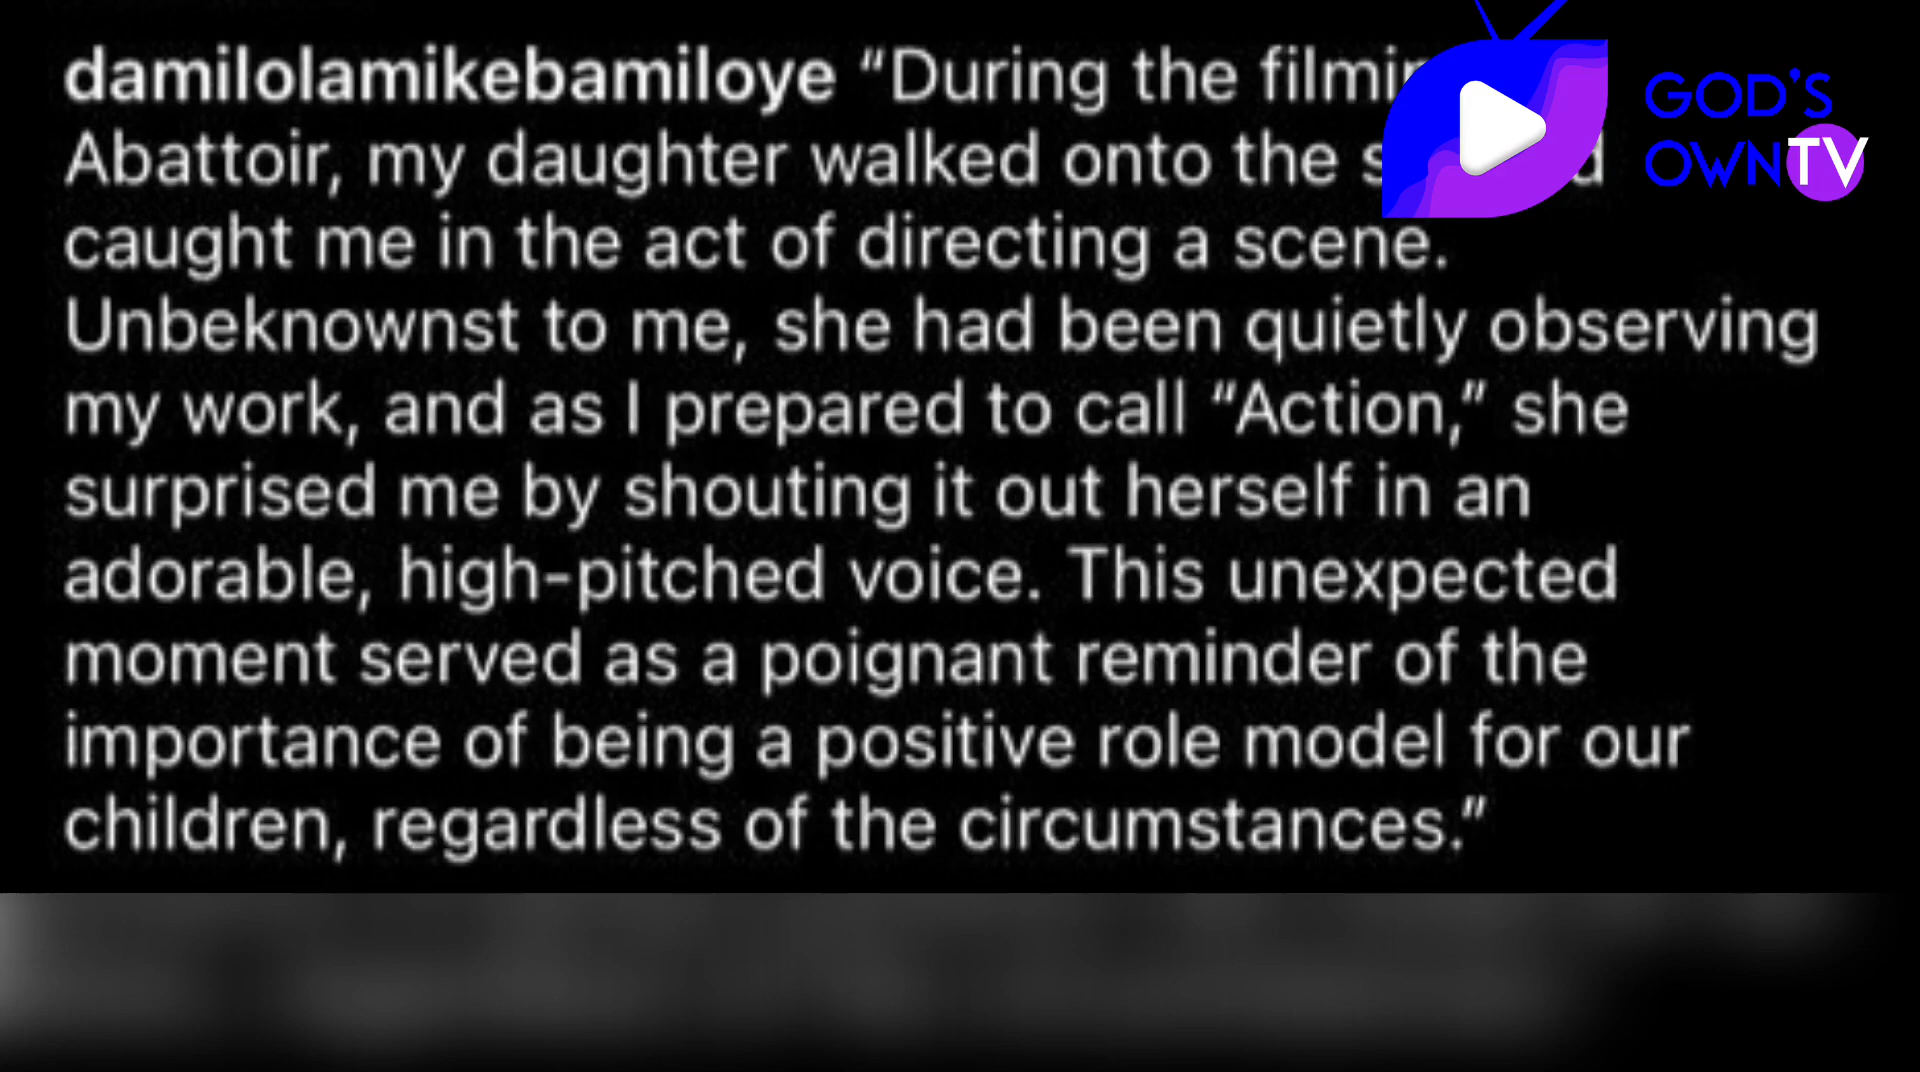 damilolamikebamiloye “During the
Abattoir, my daughter walked onto the
caught me in the act of directing a scene.
Unbeknownst to me, she had been quietly observing
my work, and as I prepared to call “Action,” she
surprised me by shouting it out herself in an
adorable, high-pitched voice. This unexpected
moment served as a poignant reminder of the
importance of being a positive role model for our
children, regardless of the circumstances.”
GOD'S
OWNTV